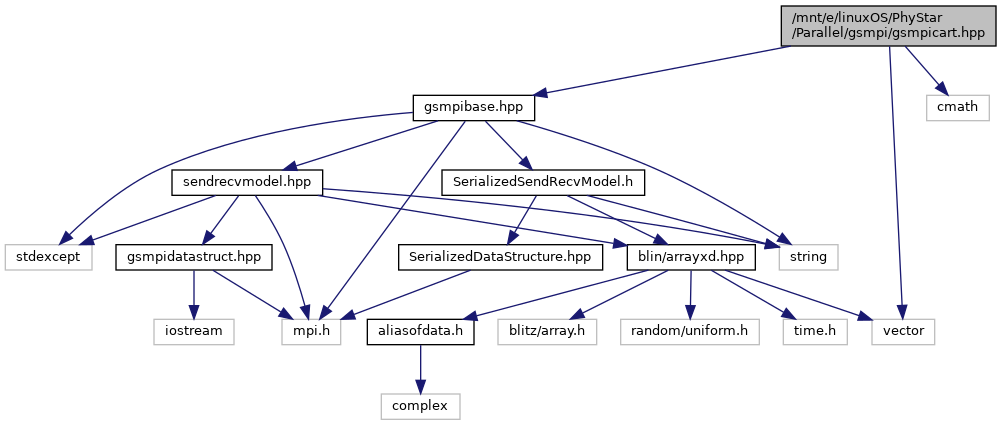 /mnt/e/linuxOS/PhyStar
/Parallel/gsmpi/gsmpicart.hpp
gsmpibase.hpp
cmath
sendrecvmodel.hpp
SerializedSendRecvModel.h
stdexcept
gsmpidatastruct.hpp
SerializedDataStructure.hpp
blin/arrayxd.hpp
string
iostream
mpi.h
aliasofdata.h
blitz/array.h
random/uniform.h
time.h
vector
complex